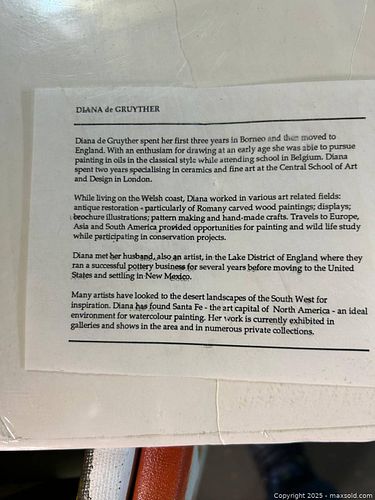 DIANA de GRUYTHER
Diana de Gruyther spent her first three years in Borneo and then moved to
England. With an enthusiasm for drawing at an early age she was able to pursue
painting in oils in the classical style while attending school in Belgium. Diana
spent two years specialising in ceramics and fine art at the Central School of Art
and Design in London.
While living on the Welsh coast, Diana worked in various art related fields:
antique restoration - particularly of Romany carved wood paintings; displays;
brochure illustrations; pattern making and hand-made crafts. Travels to Europe,
Asia and South America provided opportunities for painting and wild life study
while participating in conservation projects.
Diana met her husband, also an artist, in the Lake District of England where they
ran a successful pottery business for several years before moving to the United
States and settling in New Mexico.
Many artists have looked to the desert landscapes of the South West for
inspiration. Diana has found Santa Fe - the art capital of North America - an ideal
environment for watercolour painting. Her work is currently exhibited in
galleries and shows in the area and in numerous private collections.
Copyright 2025 - maxsold.com